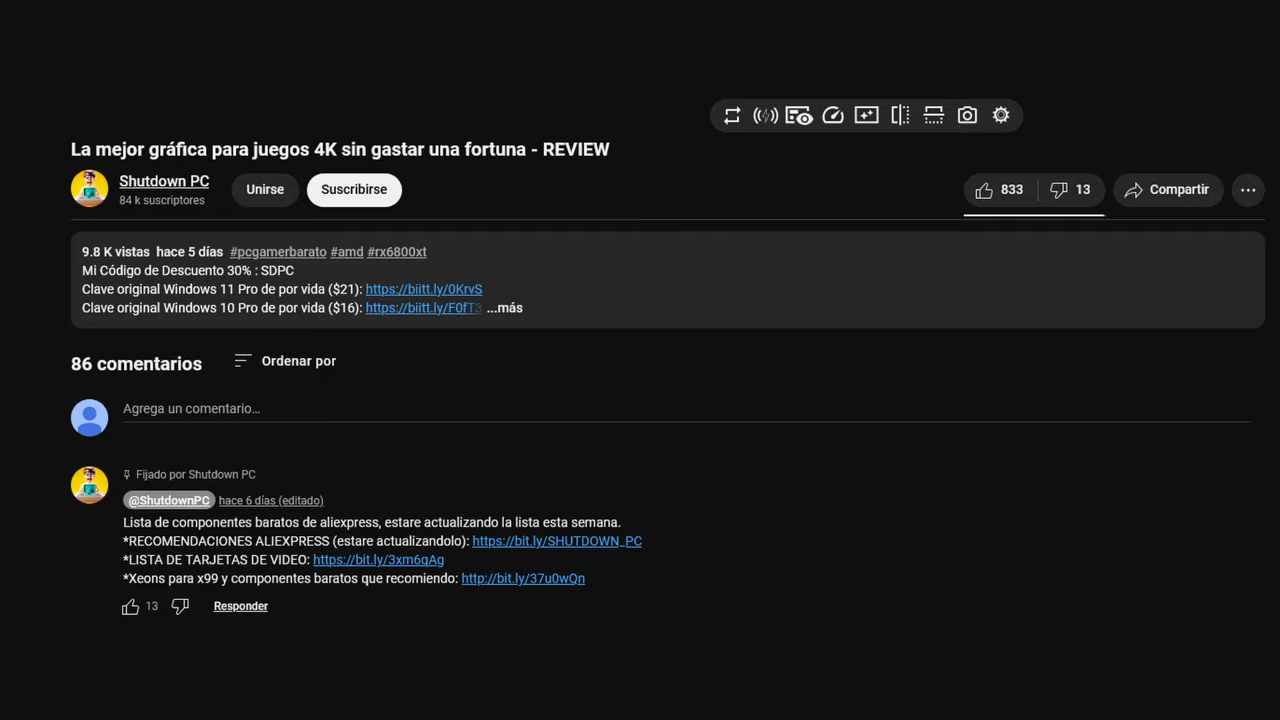 La mejor gráfica para juegos 4K sin gastar una fortuna - REVIEW
Shutdown PC
84 k suscriptores
Unirse
Suscribirse
833
13
Compartir
9.8 K vistas hace 5 días #pcgamerbarato #amd #rx6800xt
Mi Código de Descuento 30% : SDPC
Clave original Windows 11 Pro de por vida ($21): https://biitt.ly/0KrvS
Clave original Windows 10 Pro de por vida ($16): https://biitt.ly/F0fT3 ...más
86 comentarios
Ordenar por
Agrega un comentario...
Fijado por Shutdown PC
@ShutdownPC hace 6 días (editado)
Lista de componentes baratos de aliexpress, estare actualizando la lista esta semana.
*RECOMENDACIONES ALIEXPRESS (estare actualizandolo): https://bit.ly/SHUTDOWN_PC
*LISTA DE TARJETAS DE VIDEO: https://bit.ly/3xm6qAg
*Xeons para x99 y componentes baratos que recomiendo: http://bit.ly/37u0wQn
13
Responder